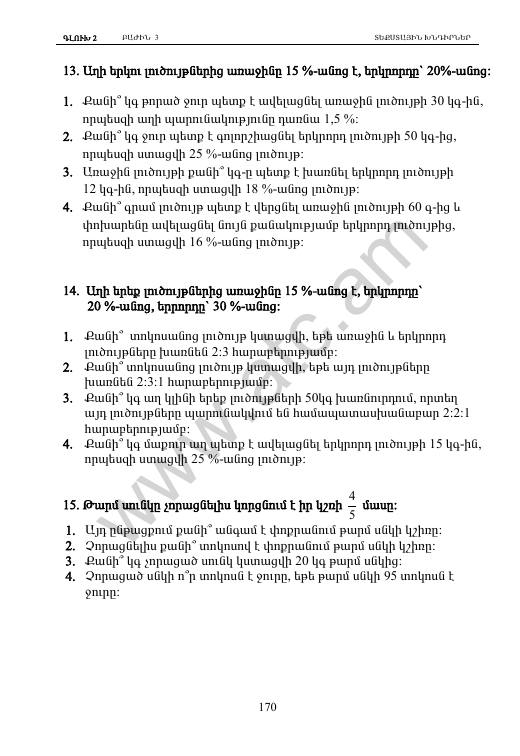 ԳԼՈՒԽ 2 ԲԱԺԻՆ 3 ՏԵՔՍՏԱՅԻՆ ԽՆԴԻՐՆԵՐ
13. Աղի երկու լուծույթներից առաջինը 15 %-անոց է, երկրորդը՝ 20%-անոց:
1. Քանի՞ կգ թորած ջուր պետք է ավելացնել առաջին լուծույթի 30 կգ-ին,
որպեսզի աղի պարունակությունը դառնա 1,5 %:
2. Քանի՞ կգ ջուր պետք է գոլորշիացնել երկրորդ լուծույթի 50 կգ-ից,
որպեսզի ստացվի 25 %-անոց լուծույթ:
3. Առաջին լուծույթի քանի՞ կգ-ը պետք է խառնել երկրորդ լուծույթի
12 կգ-ին, որպեսզի ստացվի 18 %-անոց լուծույթ:
4. Քանի՞ գրամ լուծույթ պետք է վերցնել առաջին լուծույթի 60 գ-ից և
փոխարենը ավելացնել նույն քանակությամբ երկրորդ լուծույթից,
որպեսզի ստացվի 16 %-անոց լուծույթ:
14. Աղի երեք լուծույթներից առաջինը 15 %-անոց է, երկրորդը՝
20 %-անոց, երրորդը՝ 30 %-անոց:
1. Քանի՞ տոկոսանոց լուծույթ կստացվի, եթե առաջին և երկրորդ
լուծույթները խառնեն 2:3 հարաբերությամբ:
2. Քանի՞ տոկոսանոց լուծույթ կստացվի, եթե այդ լուծույթները
խառնեն 2:3:1 հարաբերությամբ:
3. Քանի՞ կգ աղ կլինի երեք լուծույթների 50կգ խառնուրդում, որտեղ
այդ լուծույթները պարունակվում են համապատասխանաբար 2:2:1
հարաբերությամբ:
4. Քանի՞ կգ մաքուր աղ պետք է ավելացնել երկրորդ լուծույթի 15 կգ-ին,
որպեսզի ստացվի 25 %-անոց լուծույթ:
15. Թարմ սունկը չորացնելիս կորցնում է իր կշռի 4/5 մասը:
1. Այդ ընթացքում քանի՞ անգամ է փոքրանում թարմ սնկի կշիռը:
2. Չորացնելիս քանի՞ տոկոսով է փոքրանում թարմ սնկի կշիռը:
3. Քանի՞ կգ չորացած սունկ կստացվի 20 կգ թարմ սնկից:
4. Չորացած սնկի ո՞ր տոկոսն է ջուրը, եթե թարմ սնկի 95 տոկոսն է
ջուրը:
www.atc.am
170